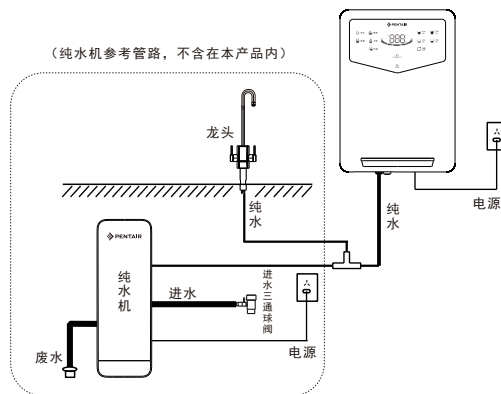 （纯水机参考管路，不含在本产品内）
PENTAIR
888
龙头
纯水
纯水
电源
PENTAIR
纯水机
进水
进水三通球阀
废水
电源